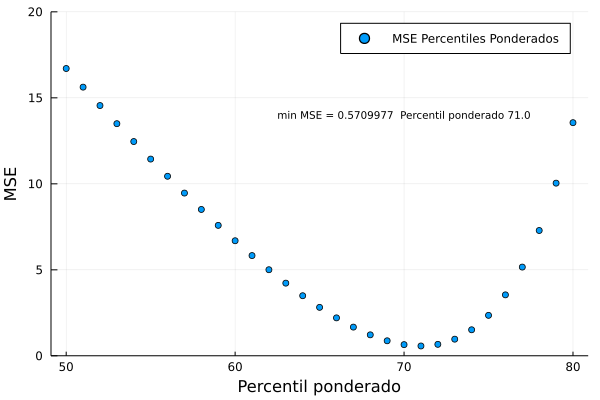 20
MSE Percentiles Ponderados
15
min MSE = 0.5709977  Percentil ponderado 71.0
MSE
10
5
0
50 60 70 80
Percentil ponderado